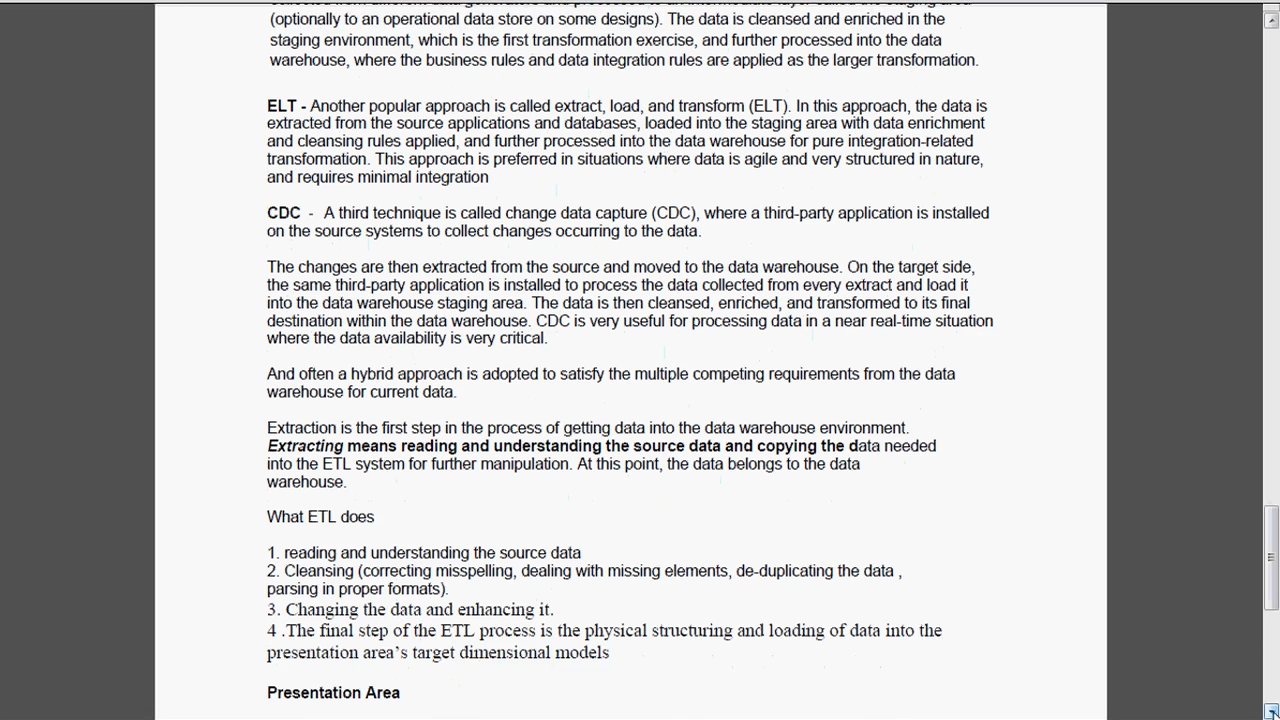 (optionally to an operational data store on some designs). The data is cleansed and enriched in the
staging environment, which is the first transformation exercise, and further processed into the data
warehouse, where the business rules and data integration rules are applied as the larger transformation.
ELT - Another popular approach is called extract, load, and transform (ELT). In this approach, the data is
extracted from the source applications and databases, loaded into the staging area with data enrichment
and cleansing rules applied, and further processed into the data warehouse for pure integration-related
transformation. This approach is preferred in situations where data is agile and very structured in nature,
and requires minimal integration
CDC - A third technique is called change data capture (CDC), where a third-party application is installed
on the source systems to collect changes occurring to the data.
The changes are then extracted from the source and moved to the data warehouse. On the target side,
the same third-party application is installed to process the data collected from every extract and load it
into the data warehouse staging area. The data is then cleansed, enriched, and transformed to its final
destination within the data warehouse. CDC is very useful for processing data in a near real-time situation
where the data availability is very critical.
And often a hybrid approach is adopted to satisfy the multiple competing requirements from the data
warehouse for current data.
Extraction is the first step in the process of getting data into the data warehouse environment.
Extracting means reading and understanding the source data and copying the data needed
into the ETL system for further manipulation. At this point, the data belongs to the data
warehouse.
What ETL does
1. reading and understanding the source data
2. Cleansing (correcting misspelling, dealing with missing elements, de-duplicating the data ,
parsing in proper formats).
3. Changing the data and enhancing it.
4 .The final step of the ETL process is the physical structuring and loading of data into the
presentation area’s target dimensional models
Presentation Area